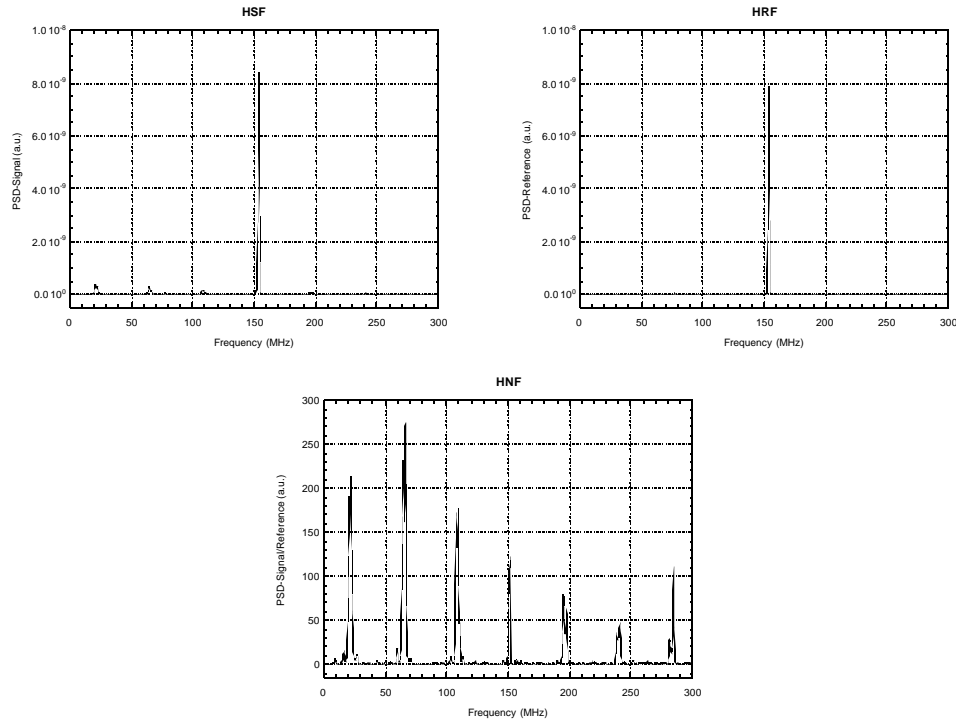 HSF
1.0 10⁻⁸
8.0 10⁻⁹
6.0 10⁻⁹
4.0 10⁻⁹
2.0 10⁻⁹
0.0 10⁰
PSD-Signal (a.u.)
0 50 100 150 200 250 300
Frequency (MHz)
HRF
1.0 10⁻⁸
8.0 10⁻⁹
6.0 10⁻⁹
4.0 10⁻⁹
2.0 10⁻⁹
0.0 10⁰
PSD-Reference (a.u.)
0 50 100 150 200 250 300
Frequency (MHz)
HNF
300
250
200
150
100
50
0
PSD-Signal/Reference (a.u.)
0 50 100 150 200 250 300
Frequency (MHz)